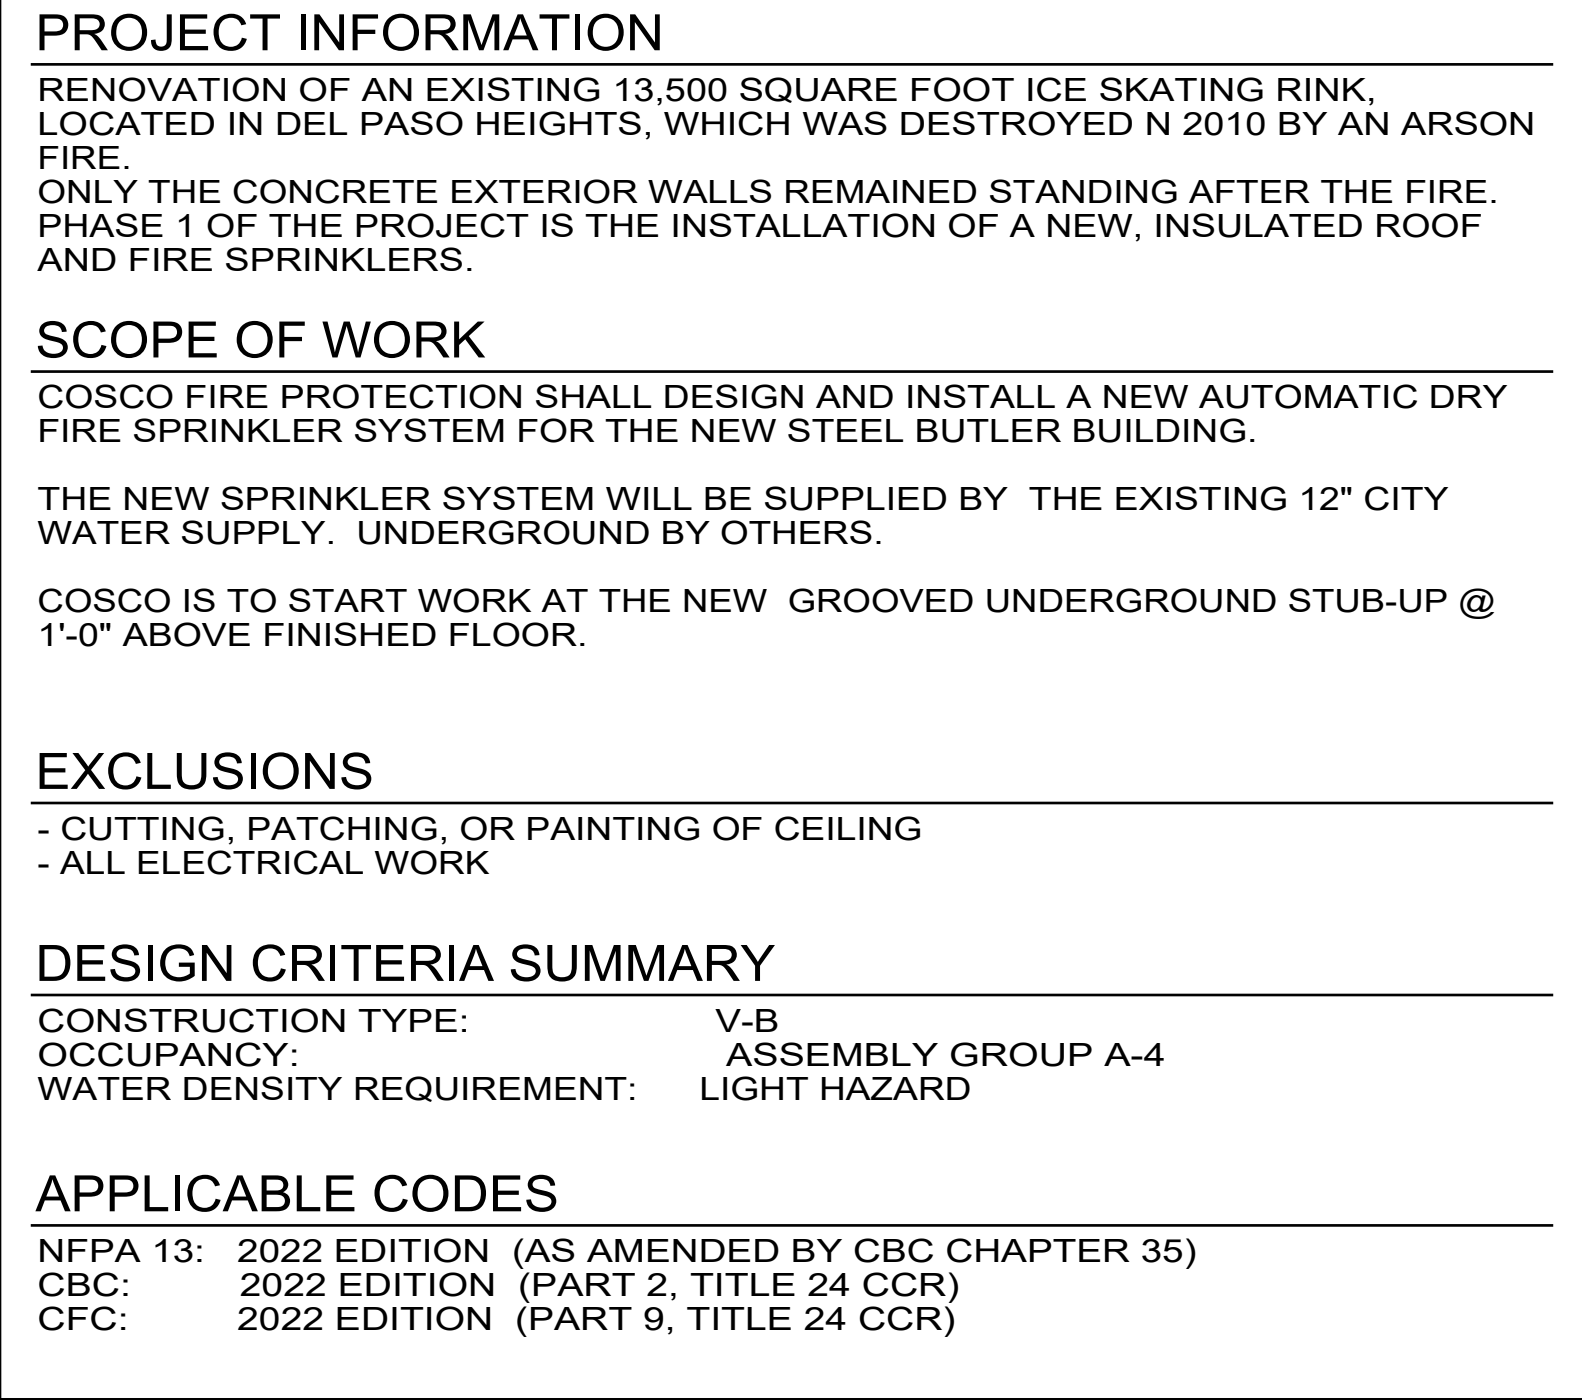 PROJECT INFORMATION
RENOVATION OF AN EXISTING 13,500 SQUARE FOOT ICE SKATING RINK,
LOCATED IN DEL PASO HEIGHTS, WHICH WAS DESTROYED N 2010 BY AN ARSON
FIRE.
ONLY THE CONCRETE EXTERIOR WALLS REMAINED STANDING AFTER THE FIRE.
PHASE 1 OF THE PROJECT IS THE INSTALLATION OF A NEW, INSULATED ROOF
AND FIRE SPRINKLERS.
SCOPE OF WORK
COSCO FIRE PROTECTION SHALL DESIGN AND INSTALL A NEW AUTOMATIC DRY
FIRE SPRINKLER SYSTEM FOR THE NEW STEEL BUTLER BUILDING.
THE NEW SPRINKLER SYSTEM WILL BE SUPPLIED BY THE EXISTING 12" CITY
WATER SUPPLY. UNDERGROUND BY OTHERS.
COSCO IS TO START WORK AT THE NEW GROOVED UNDERGROUND STUB-UP @
1'-0" ABOVE FINISHED FLOOR.
EXCLUSIONS
- CUTTING, PATCHING, OR PAINTING OF CEILING
- ALL ELECTRICAL WORK
DESIGN CRITERIA SUMMARY
CONSTRUCTION TYPE: V-B
OCCUPANCY: ASSEMBLY GROUP A-4
WATER DENSITY REQUIREMENT: LIGHT HAZARD
APPLICABLE CODES
NFPA 13: 2022 EDITION (AS AMENDED BY CBC CHAPTER 35)
CBC: 2022 EDITION (PART 2, TITLE 24 CCR)
CFC: 2022 EDITION (PART 9, TITLE 24 CCR)